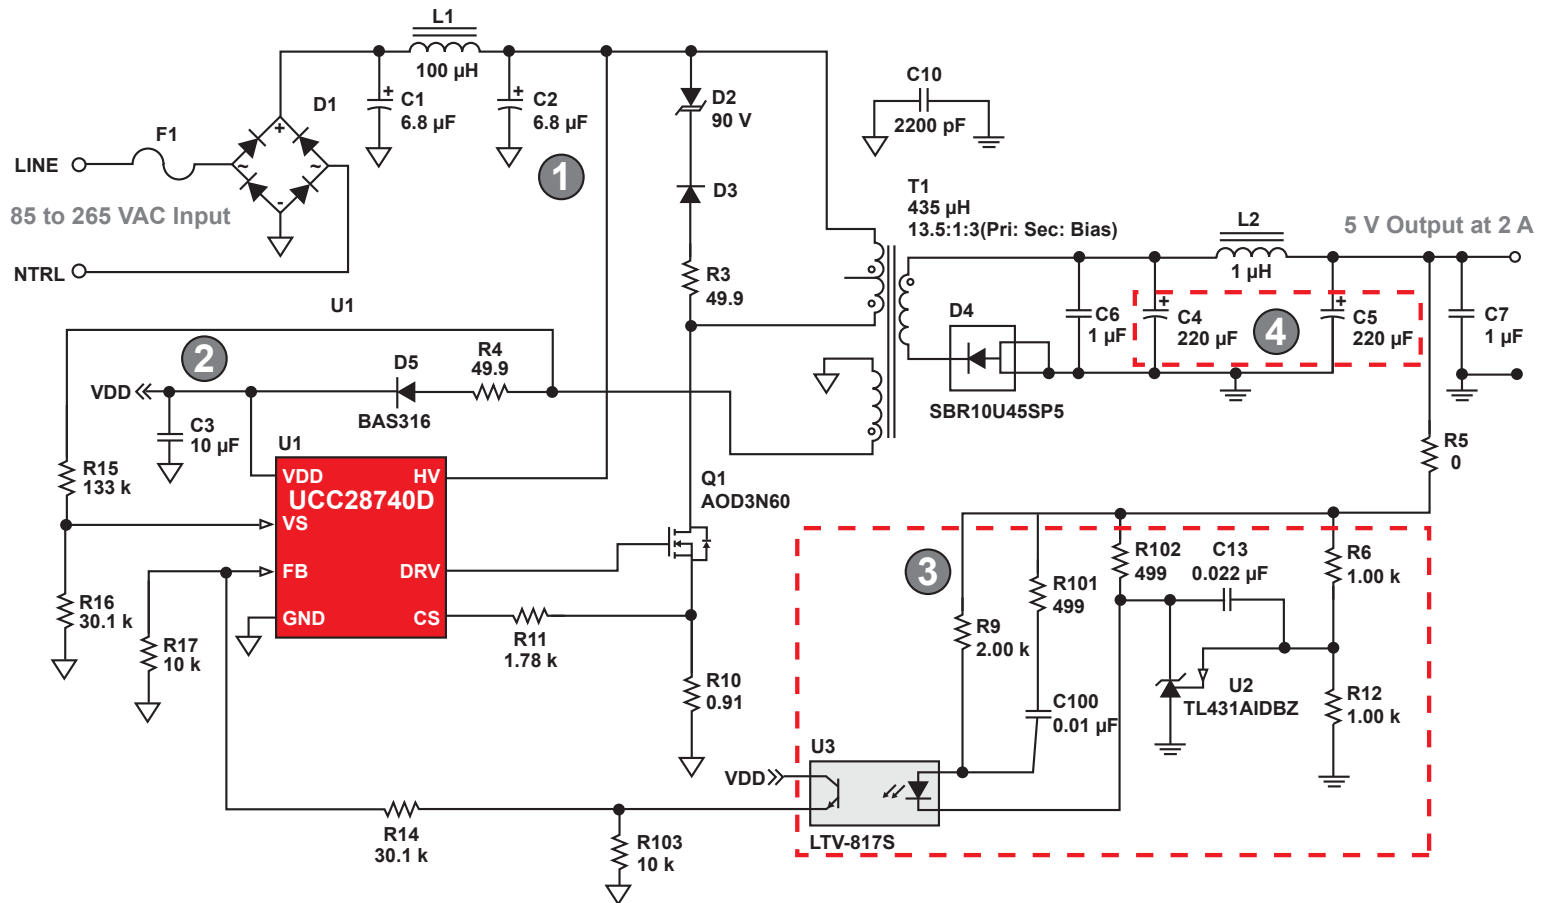 L1
100 µH
C1
6.8 µF
C2
6.8 µF
D1
F1
LINE
85 to 265 VAC Input
NTRL
+
~
~
-
+
+
1
D2
90 V
D3
R3
49.9
C10
2200 pF
T1
435 µH
13.5:1:3(Pri: Sec: Bias)
L2
1 µH
5 V Output at 2 A
D4
SBR10U45SP5
C6
1 µF
+
C4
220 µF
4
+
C5
220 µF
C7
1 µF
U1
2
VDD
D5
BAS316
R4
49.9
C3
10 µF
U1
VDD
HV
UCC28740D
VS
FB
DRV
GND
CS
R15
133 k
R16
30.1 k
R17
10 k
Q1
AOD3N60
R11
1.78 k
R10
0.91
R5
0
3
R102
499
C13
0.022 µF
R6
1.00 k
R101
499
R9
2.00 k
C100
0.01 µF
U2
TL431AIDBZ
R12
1.00 k
U3
VDD
LTV-817S
R14
30.1 k
R103
10 k